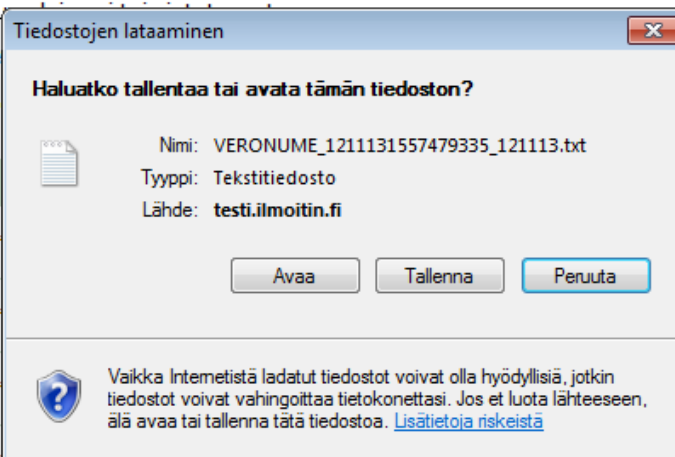 Tiedostojen lataaminen
Haluatko tallentaa tai avata tämän tiedoston?
Nimi: VERONUME_1211131557479335_121113.txt
Tyyppi: Tekstitiedosto
Lähde: testi.ilmoitin.fi
Avaa Tallenna Peruuta
Vaikka Internetistä ladatut tiedostot voivat olla hyödyllisiä, jotkin
tiedostot voivat vahingoittaa tietokonettasi. Jos et luota lähteeseen,
älä avaa tai tallenna tätä tiedostoa. Lisätietoja riskeistä